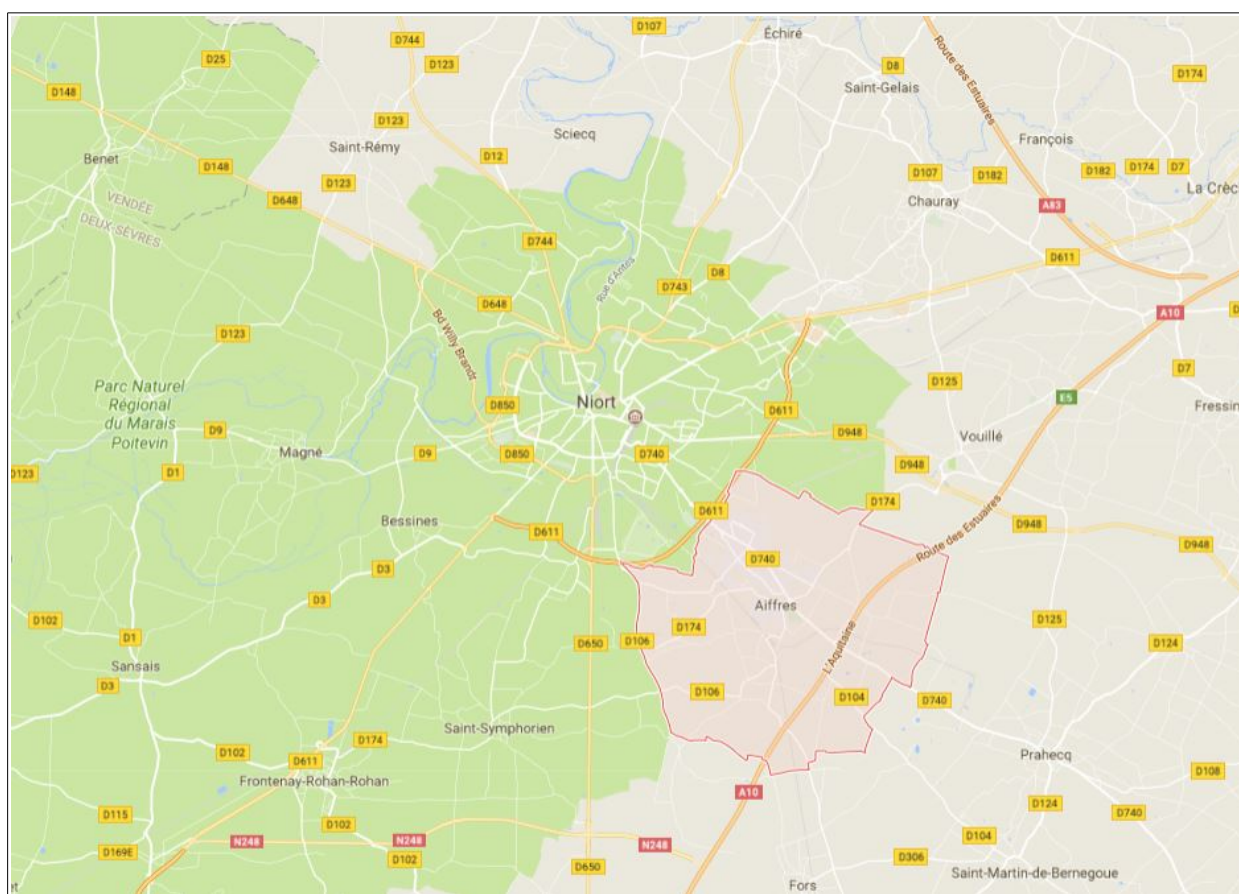 D107
Échiré
D744
D123
D25
D8
Saint-Gelais
Route des Estuaires
D174
D148
D123
Saint-Rémy
Sciecq
François
Benet
D148
D12
D107
D182
D182
D174
D7
La Crèc
VENDÉE
DEUX-SÈVRES
D648
D123
Chauray
A83
D744
Rue d'Antes
D8
D743
D611
D648
Bd Willy Brandt
A10
D
D123
D7
Parc Naturel
Régional
du Marais
Poitevin
D850
Niort
D611
D125
E5
Fressin
D9
D948
Vouillé
Magné
D9
D850
D740
D948
D123
D1
D174
Bessines
D611
D611
Route des Estuaires
D948
D948
D3
D740
D3
Aiffres
D102
D1
D174
D125
D124
D650
D106
L'Aquitaine
Sansais
D3
D106
D104
D740
Saint-Symphorien
D174
D102
D611
Prahecq
D108
Frontenay-Rohan-Rohan
A10
D115
D102
D124
D740
N248
N248
N248
D104
D169E
D102
D650
D306
Saint-Martin-de-Bernegoue
et
Fors